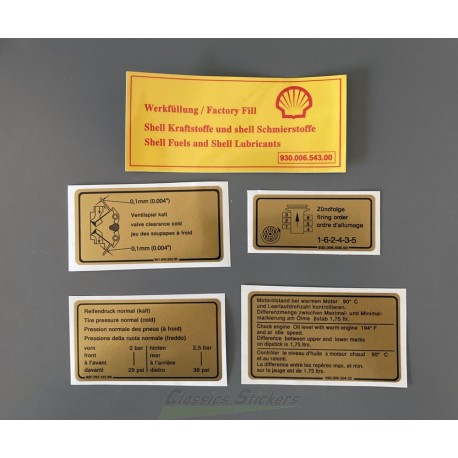 Werkfüllung / Factory Fill
Shell Kraftstoffe und shell Schmierstoffe
Shell Fuels and Shell Lubricants
930.006.543.00
0,1mm (0.004")
Ventilspiel kalt
valve clearance cold
jeu des soupapes à froid
0,1mm (0.004")
Zündfolge
firing order
ordre d'allumage
1-6-2-4-3-5
Reifendruck normal (kalt)
Tire pressure normal (cold)
Pression normale des pneus (à froid)
Pressione della ruota normale (freddo)
vorn 2 bar hinten 2,5 bar
front rear
à l'avant à l'arrière
davanti 29 psi dietro 36 psi
Motorölstand bei warmen Motor 90° C
und Leerlaufdrehzahl kontrollieren.
Differenzmenge zwischen Maximal- und Minimal-
markierung am Ölme
Check engine Oil level with warm engine 194° F
and at idle speed.
Difference between upper and lower marks
on dipstick is 1,75 ltrs.
Contrôler le niveau d'huile à moteur chaud 90° C
et au ralenti.
La différence entre les repères max. et min.
sur la jauge est de 1,75 ltrs.
Classics Stickers